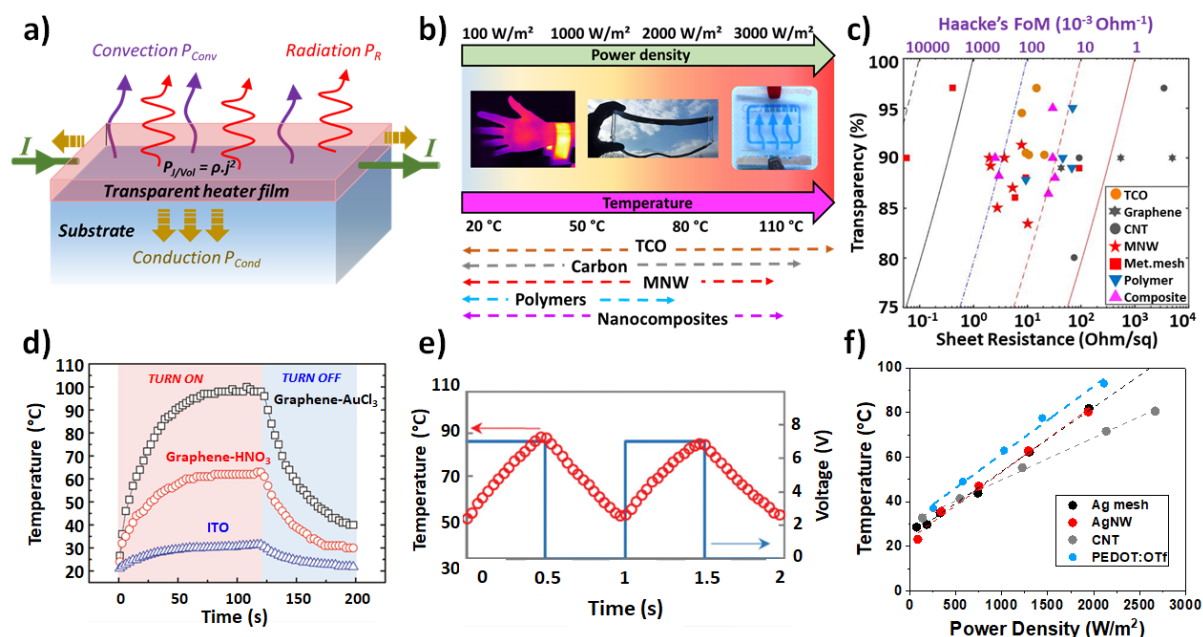 a)
Convection P_Conv
Radiation P_R
I
I
P_J/Vol = ρ.j²
Transparent heater film
Substrate
Conduction P_Cond
b)
100 W/m² 1000 W/m² 2000 W/m² 3000 W/m²
Power density
Temperature
20 °C 50 °C 80 °C 110 °C
TCO
Carbon
MNW
Polymers
Nanocomposites
c)
Haacke's FoM (10⁻³ Ohm⁻¹)
10000 1000 100 10 1
Transparency (%)
100
95
90
85
80
75
TCO
Graphene
CNT
MNW
Met.mesh
Polymer
Composite
10⁻¹ 10⁰ 10¹ 10² 10³ 10⁴
Sheet Resistance (Ohm/sq)
d)
Temperature (°C)
110
100
90
80
70
60
50
40
30
20
TURN ON TURN OFF
Graphene-AuCl₃
Graphene-HNO₃
ITO
0 50 100 150 200
Time (s)
e)
Temperature (°C)
110
90
70
50
30
Voltage (V)
8
6
4
2
0
0 0.5 1 1.5 2
Time (s)
f)
Temperature (°C)
100
80
60
40
20
0
Ag mesh
AgNW
CNT
PEDOT:OTf
0 500 1000 1500 2000 2500 3000
Power Density (W/m²)